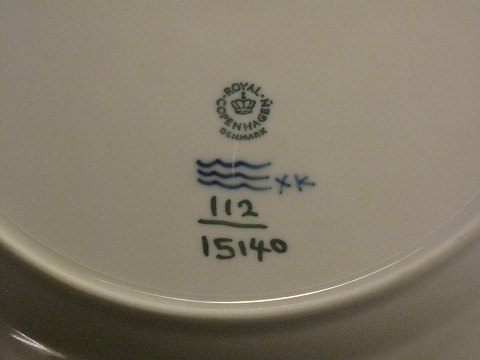 ROYAL
COPENHAGEN
DENMARK
XK
112
15140